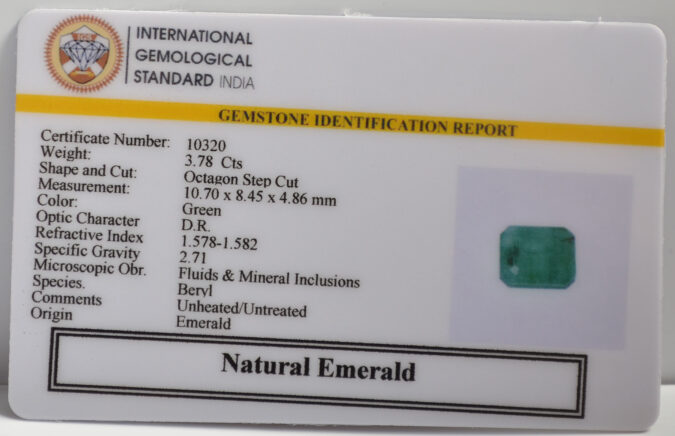 INTERNATIONAL
GEMOLOGICAL
STANDARD INDIA
GEMSTONE IDENTIFICATION REPORT
Certificate Number: 10320
Weight: 3.78 Cts
Shape and Cut: Octagon Step Cut
Measurement: 10.70 x 8.45 x 4.86 mm
Color: Green
Optic Character D.R.
Refractive Index 1.578-1.582
Specific Gravity 2.71
Microscopic Obr. Fluids & Mineral Inclusions
Species. Beryl
Comments Unheated/Untreated
Origin Emerald
Natural Emerald